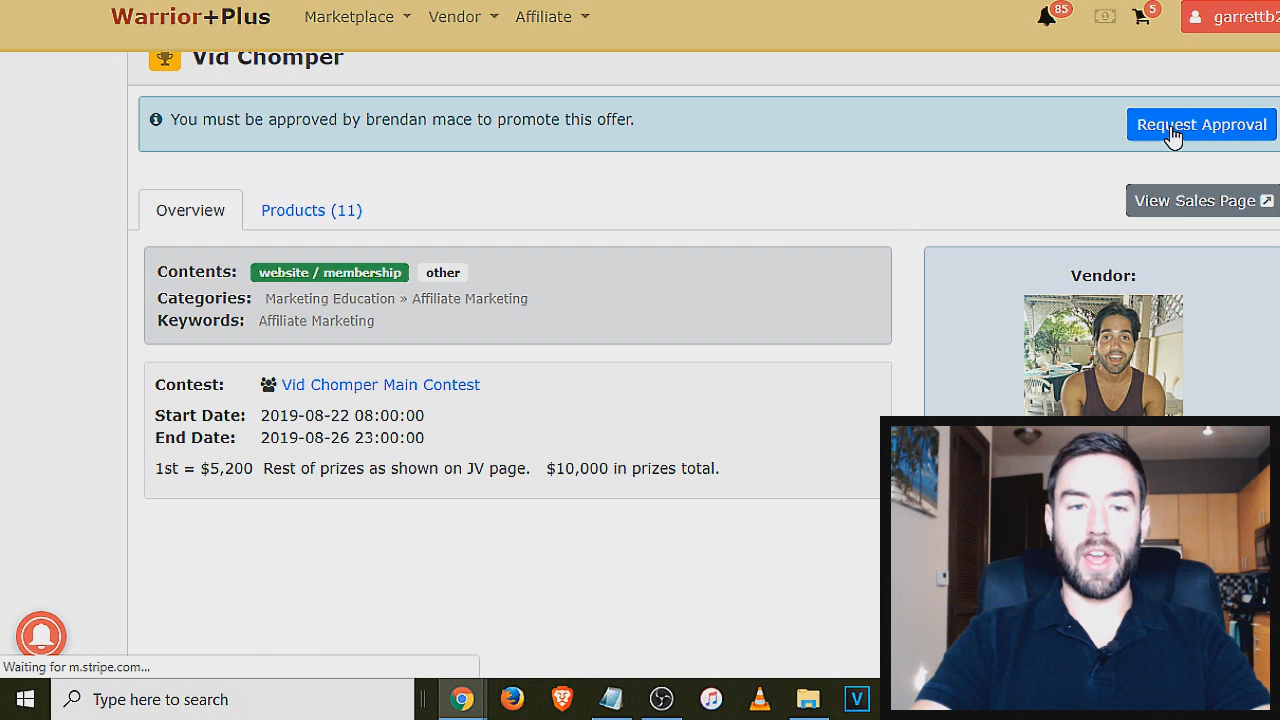 Warrior+Plus Marketplace Vendor Affiliate 85 5 garrettb2
Vid Chomper
You must be approved by brendan mace to promote this offer. Request Approval
Overview Products (11) View Sales Page
Contents: website / membership other
Categories: Marketing Education » Affiliate Marketing
Keywords: Affiliate Marketing
Vendor:
Contest: Vid Chomper Main Contest
Start Date: 2019-08-22 08:00:00
End Date: 2019-08-26 23:00:00
1st = $5,200 Rest of prizes as shown on JV page. $10,000 in prizes total.
Waiting for m.stripe.com...
Type here to search V